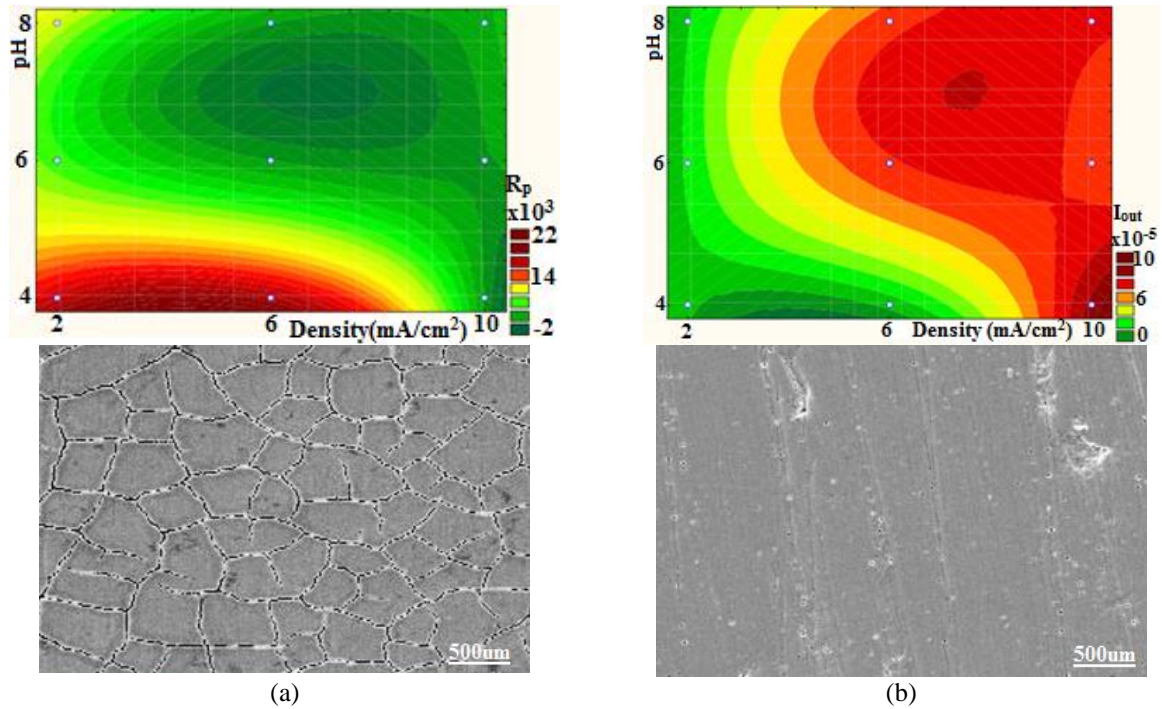 8
pH
6
4
2
6
Density(mA/cm²)
10
Rp
x10³
22
14
-2
8
pH
6
4
2
6
Density(mA/cm²)
10
Iout
x10⁻⁵
10
6
0
500um
500um
(a)
(b)